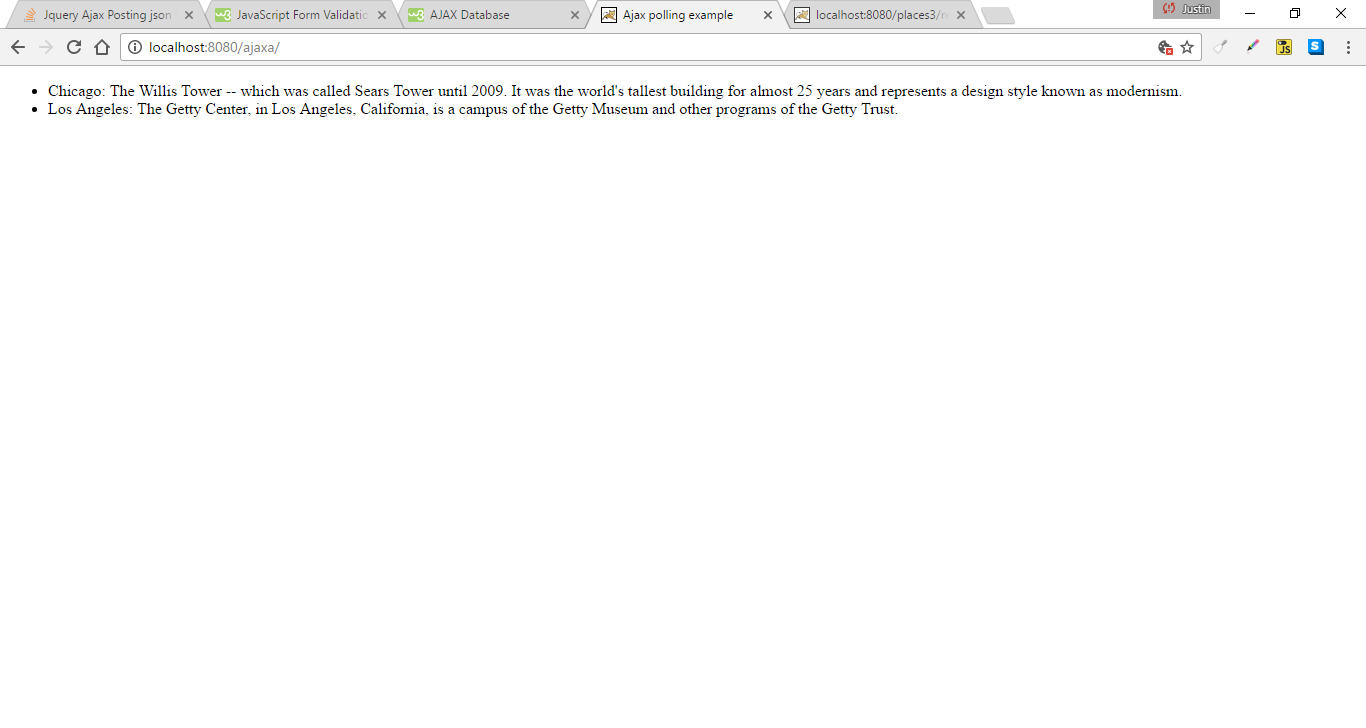 Jquery Ajax Posting json
JavaScript Form Validatio
AJAX Database
Ajax polling example
localhost:8080/places3/re
Justin
localhost:8080/ajaxa/
JS
S
• Chicago: The Willis Tower -- which was called Sears Tower until 2009. It was the world's tallest building for almost 25 years and represents a design style known as modernism.
• Los Angeles: The Getty Center, in Los Angeles, California, is a campus of the Getty Museum and other programs of the Getty Trust.